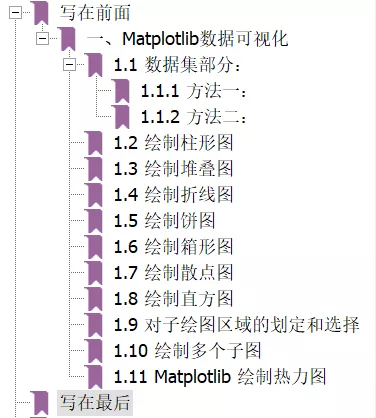 写在前面
一、Matplotlib数据可视化
1.1 数据集部分：
1.1.1 方法一：
1.1.2 方法二：
1.2 绘制柱形图
1.3 绘制堆叠图
1.4 绘制折线图
1.5 绘制饼图
1.6 绘制箱形图
1.7 绘制散点图
1.8 绘制直方图
1.9 对子绘图区域的划定和选择
1.10 绘制多个子图
1.11 Matplotlib 绘制热力图
写在最后